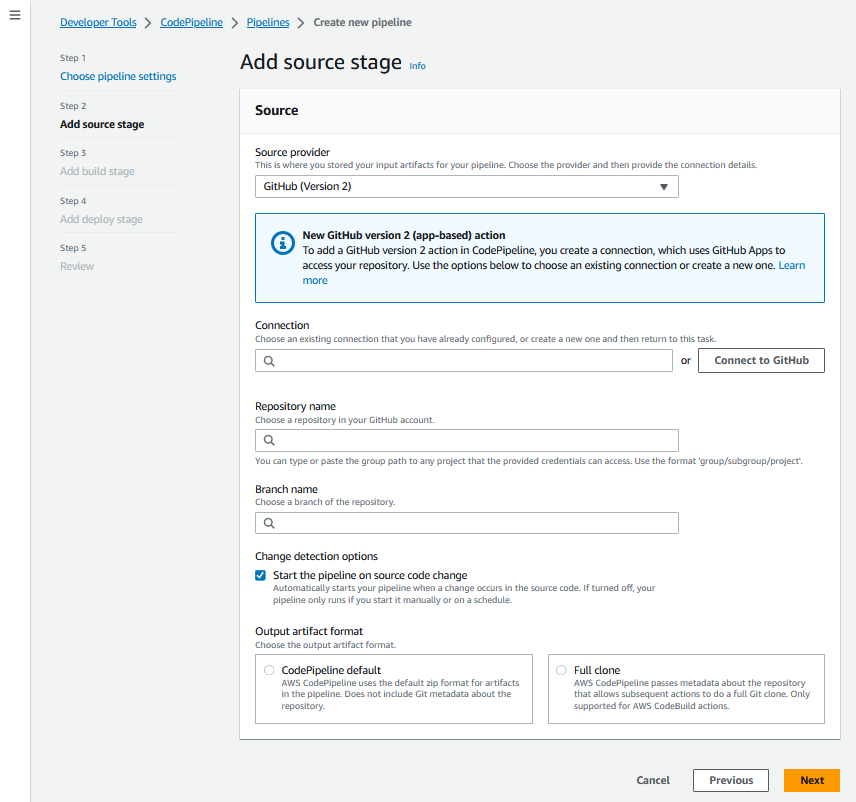 Developer Tools > CodePipeline > Pipelines > Create new pipeline
Step 1
Choose pipeline settings
Step 2
Add source stage
Step 3
Add build stage
Step 4
Add deploy stage
Step 5
Review
Add source stage Info
Source
Source provider
This is where you stored your input artifacts for your pipeline. Choose the provider and then provide the connection details.
GitHub (Version 2)
New GitHub version 2 (app-based) action
To add a GitHub version 2 action in CodePipeline, you create a connection, which uses GitHub Apps to
access your repository. Use the options below to choose an existing connection or create a new one. Learn
more
Connection
Choose an existing connection that you have already configured, or create a new one and then return to this task.
or Connect to GitHub
Repository name
Choose a repository in your GitHub account.
You can type or paste the group path to any project that the provided credentials can access. Use the format 'group/subgroup/project'.
Branch name
Choose a branch of the repository.
Change detection options
Start the pipeline on source code change
Automatically starts your pipeline when a change occurs in the source code. If turned off, your
pipeline only runs if you start it manually or on a schedule.
Output artifact format
Choose the output artifact format.
CodePipeline default
AWS CodePipeline uses the default zip format for artifacts
in the pipeline. Does not include Git metadata about the
repository.
Full clone
AWS CodePipeline passes metadata about the repository
that allows subsequent actions to do a full Git clone. Only
supported for AWS CodeBuild actions.
Cancel Previous Next